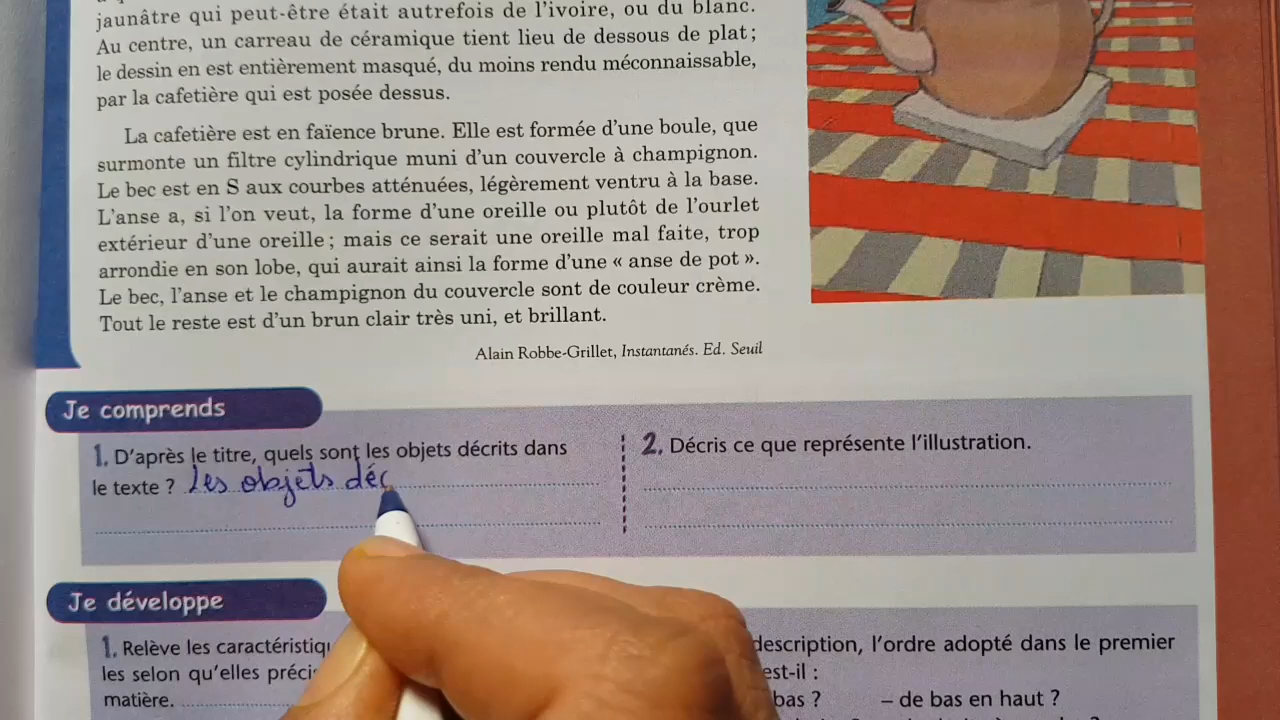 jaunâtre qui peut-être était autrefois de l'ivoire, ou du blanc.
Au centre, un carreau de céramique tient lieu de dessous de plat ;
le dessin en est entièrement masqué, du moins rendu méconnaissable,
par la cafetière qui est posée dessus.
La cafetière est en faïence brune. Elle est formée d'une boule, que
surmonte un filtre cylindrique muni d'un couvercle à champignon.
Le bec est en S aux courbes atténuées, légèrement ventru à la base.
L'anse a, si l'on veut, la forme d'une oreille ou plutôt de l'ourlet
extérieur d'une oreille ; mais ce serait une oreille mal faite, trop
arrondie en son lobe, qui aurait ainsi la forme d'une « anse de pot ».
Le bec, l'anse et le champignon du couvercle sont de couleur crème.
Tout le reste est d'un brun clair très uni, et brillant.
Alain Robbe-Grillet, Instantanés. Ed. Seuil
Je comprends
1. D'après le titre, quels sont les objets décrits dans
le texte ? Les objets déc
2. Décris ce que représente l'illustration.
Je développe
1. Relève les
les selon qu'elles
matière.
description, l'ordre adopté dans le premier
est-il :
bas ? – de bas en haut ?